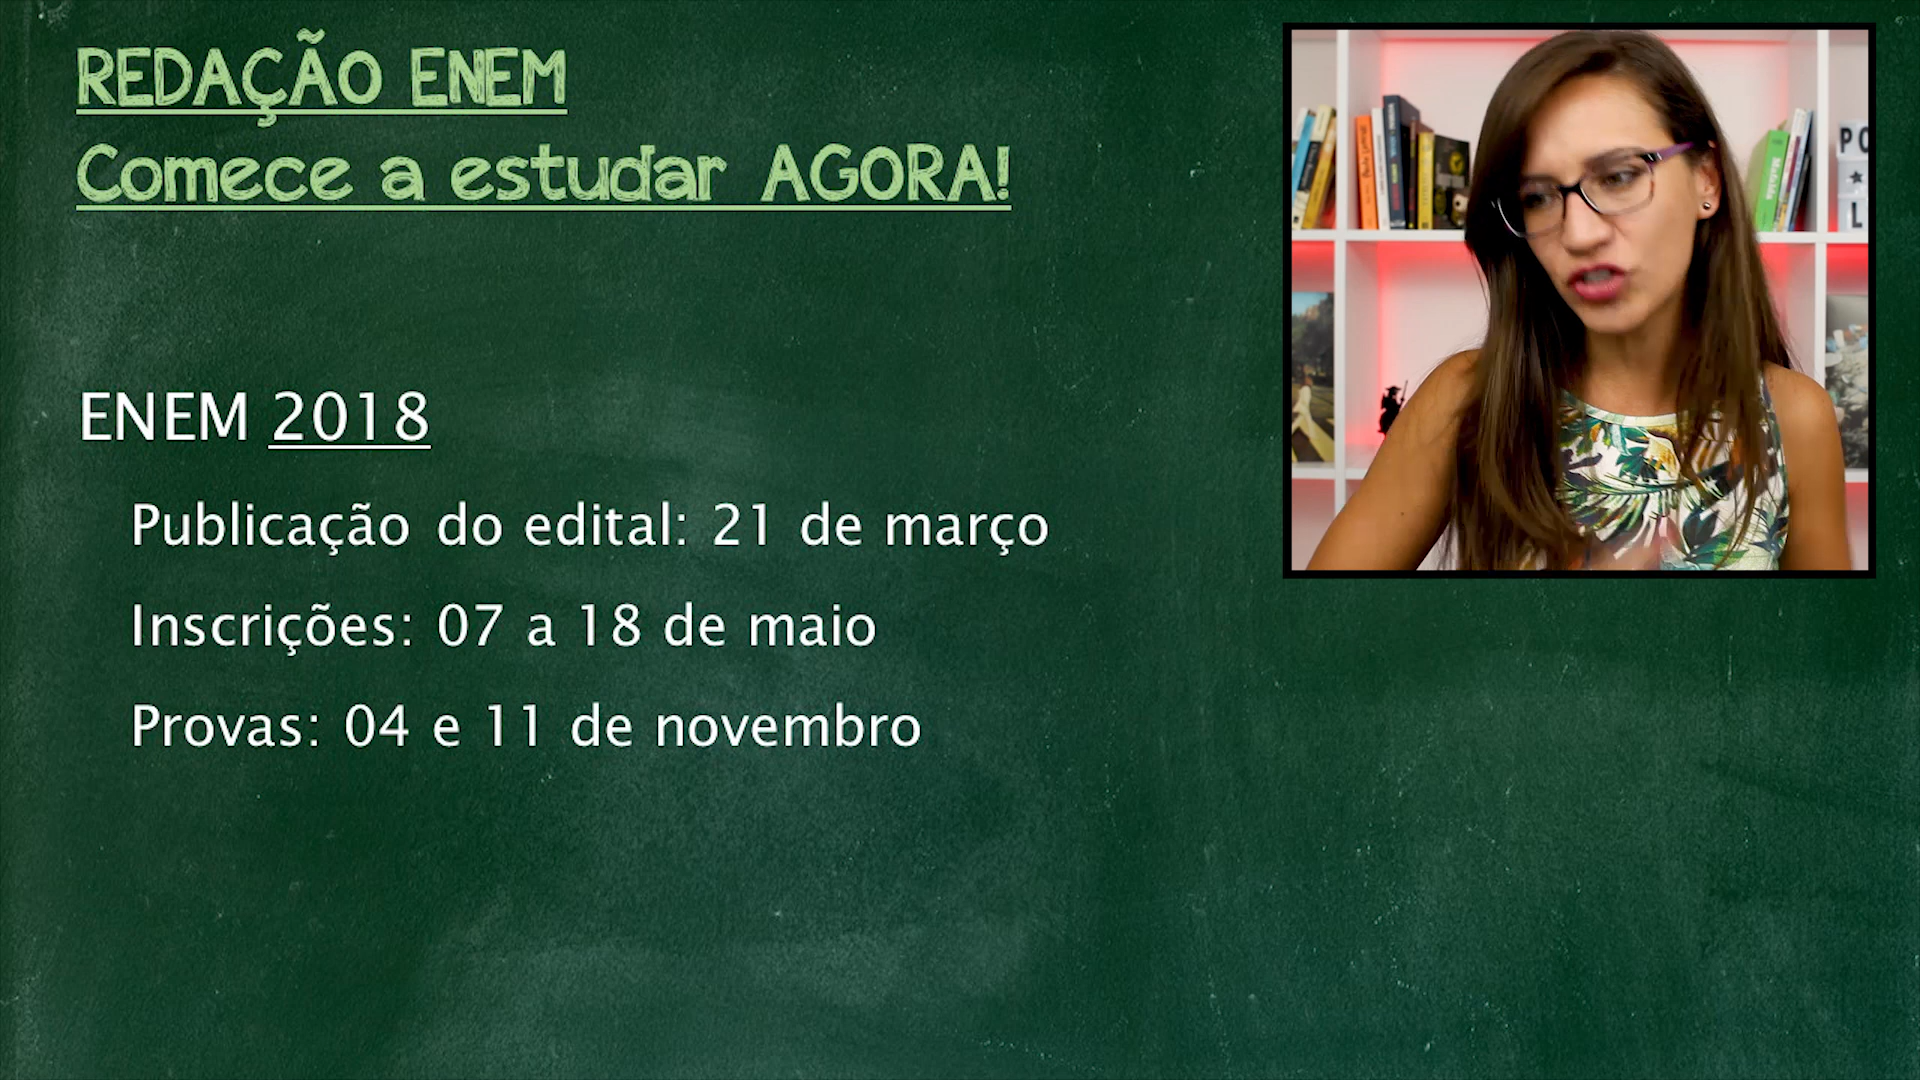 REDAÇÃO ENEM
Comece a estudar AGORA!
ENEM 2018
Publicação do edital: 21 de março
Inscrições: 07 a 18 de maio
Provas: 04 e 11 de novembro
PO
L